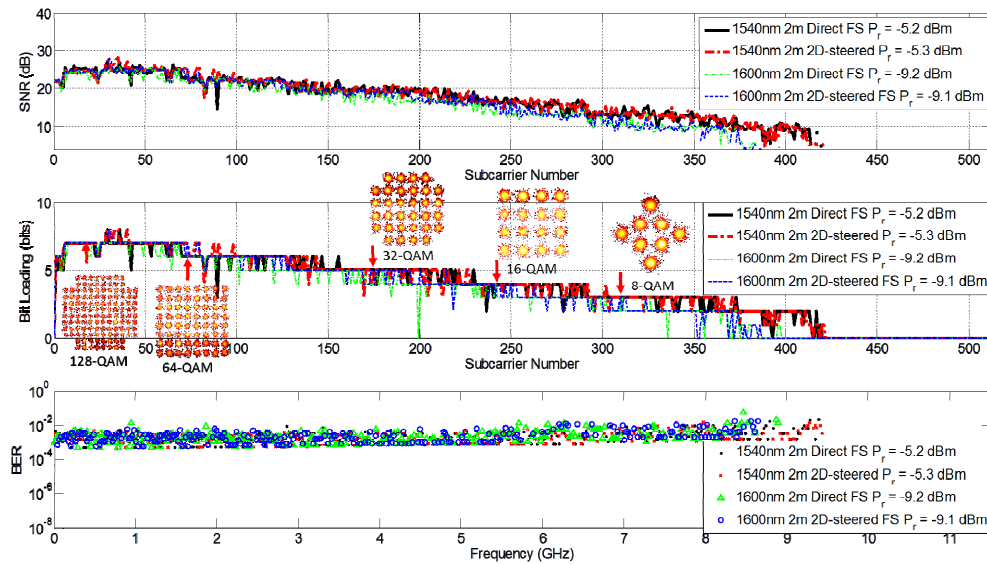 40
30
20
10
SNR (dB)
0 50 100 150 200 250 300 350 400 450 500
Subcarrier Number
1540nm 2m Direct FS Pr = -5.2 dBm
1540nm 2m 2D-steered Pr = -5.3 dBm
1600nm 2m Direct FS Pr = -9.2 dBm
1600nm 2m 2D-steered FS Pr = -9.1 dBm
10
5
0
Bit Loading (bits)
128-QAM
64-QAM
32-QAM
16-QAM
8-QAM
0 50 100 150 200 250 300 350 400 450 500
Subcarrier Number
1540nm 2m Direct FS Pr = -5.2 dBm
1540nm 2m 2D-steered Pr = -5.3 dBm
1600nm 2m Direct FS Pr = -9.2 dBm
1600nm 2m 2D-steered FS Pr = -9.1 dBm
10^0
10^-2
10^-4
10^-6
10^-8
BER
0 1 2 3 4 5 6 7 8 9 10 11
Frequency (GHz)
1540nm 2m Direct FS Pr = -5.2 dBm
1540nm 2m 2D-steered Pr = -5.3 dBm
1600nm 2m Direct FS Pr = -9.2 dBm
1600nm 2m 2D-steered FS Pr = -9.1 dBm